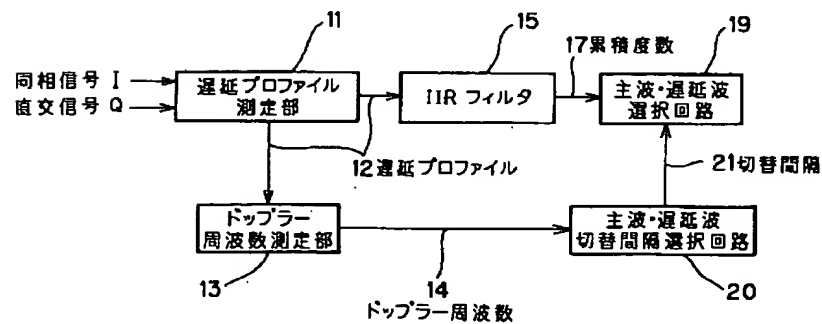 11
15
19
17累積度数
同相信号 I
直交信号 Q
遅延プロファイル
測定部
IIR フィルタ
主波・遅延波
選択回路
12遅延プロファイル
21切替間隔
ドップラー
周波数測定部
主波・遅延波
切替間隔選択回路
13
14
20
ドップラー周波数